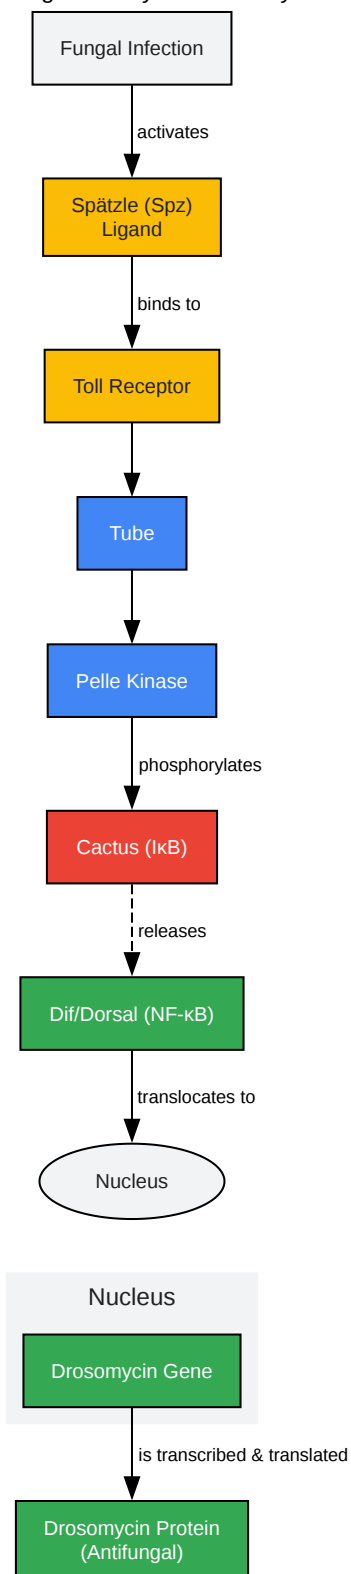 Fungal Infection
activates
Spätzle (Spz)
Ligand
binds to
Toll Receptor
Tube
Pelle Kinase
phosphorylates
Cactus (IκB)
releases
Dif/Dorsal (NF-κB)
translocates to
Nucleus
Nucleus
Drosomycin Gene
is transcribed & translated
Drosomycin Protein
(Antifungal)